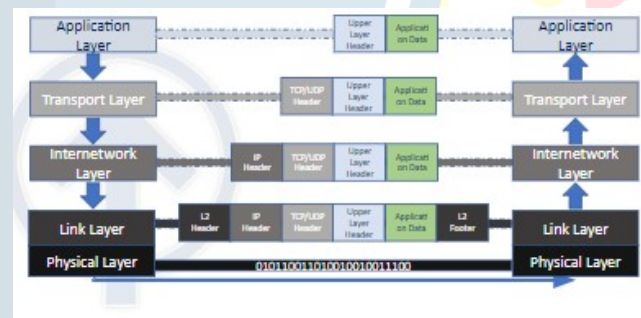 Application
Layer
Upper
Layer
Header
Applicati
on Data
Application
Layer
Transport Layer
TCP/UDP
Header
Upper
Layer
Header
Applicati
on Data
Transport Layer
Internetwork
Layer
IP
Header
TCP/UDP
Header
Upper
Layer
Header
Applicati
on Data
Internetwork
Layer
Link Layer
L2
Header
IP
Header
TCP/UDP
Header
Upper
Layer
Header
Applicati
on Data
L2
Footer
Link Layer
Physical Layer
010110011010010010011100
Physical Layer